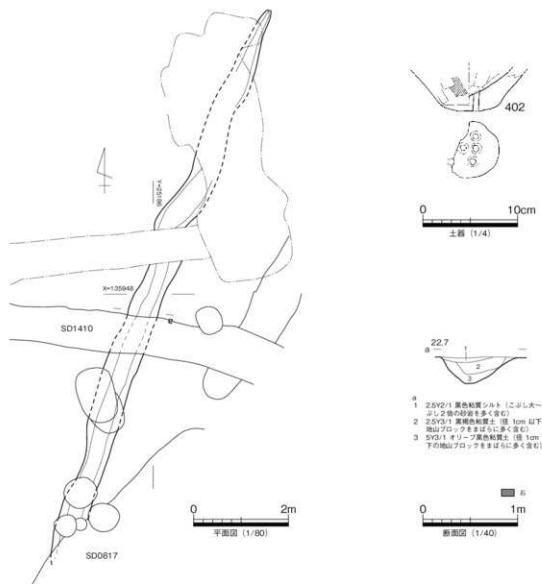 402
0 10cm
土器（1/4）
Y=25186
X=135948
SD1410
22.7
a
1
2
3
a
1 2.5Y2/1 黒色粘質シルト（こぶし大～
ぶし2倍の砂岩を多く含む）
2 2.5Y3/1 黒褐色粘質土（径 1cm 以下
地山ブロックをまばらに多く含む）
3 5Y3/1 オリーブ黒色粘質土（径 1cm
下の地山ブロックをまばらに多く含む）
石
0 2m
平面図（1/80）
0 1m
断面図（1/40）
SD0817